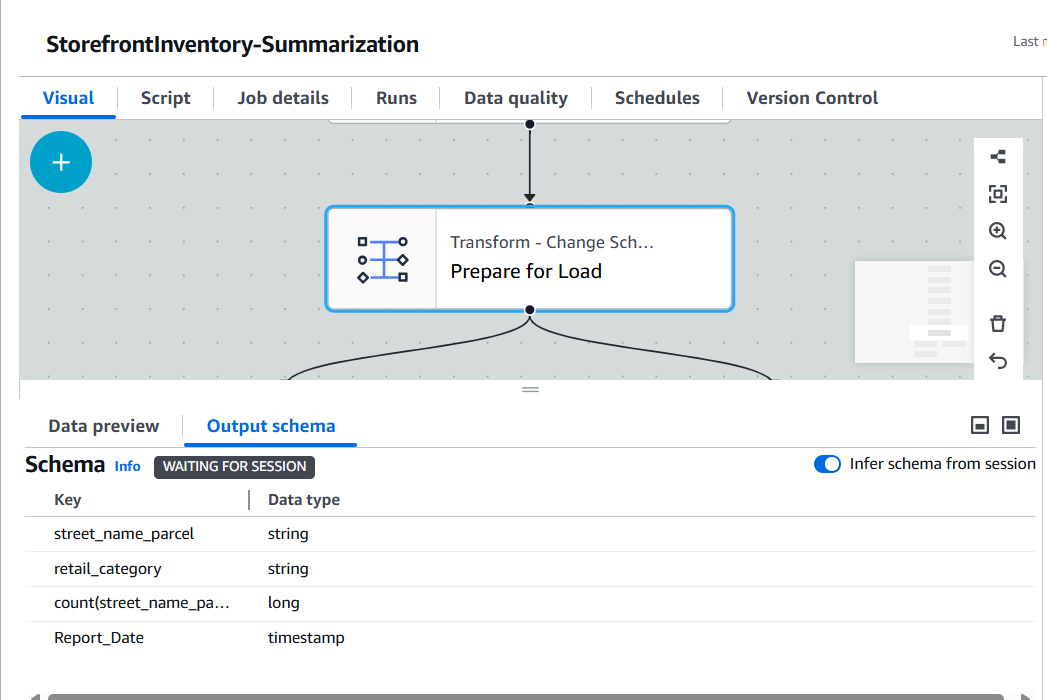 StorefrontInventory-Summarization
Last
Visual Script Job details Runs Data quality Schedules Version Control
Transform - Change Sch...
Prepare for Load
Data preview Output schema
Schema Info WAITING FOR SESSION Infer schema from session
Key Data type
street_name_parcel string
retail_category string
count(street_name_pa... long
Report_Date timestamp